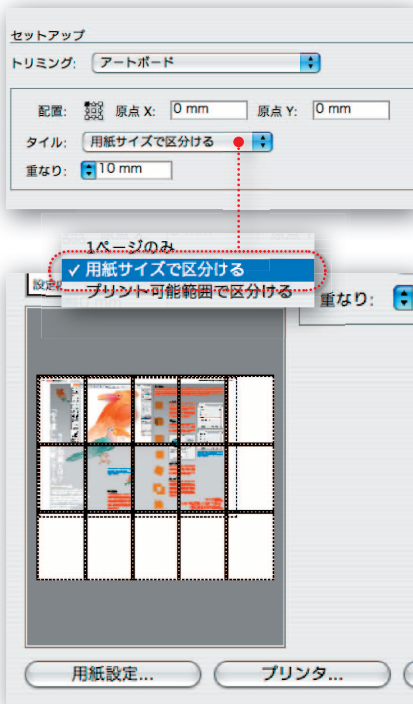 セットアップ
トリミング: アートボード
配置: 原点 X: 0 mm 原点 Y: 0 mm
タイル: 用紙サイズで区分ける
重なり: 10 mm
1ページのみ
✓ 用紙サイズで区分ける
プリント可能範囲で区分ける
設定
重なり:
用紙設定... プリンタ...